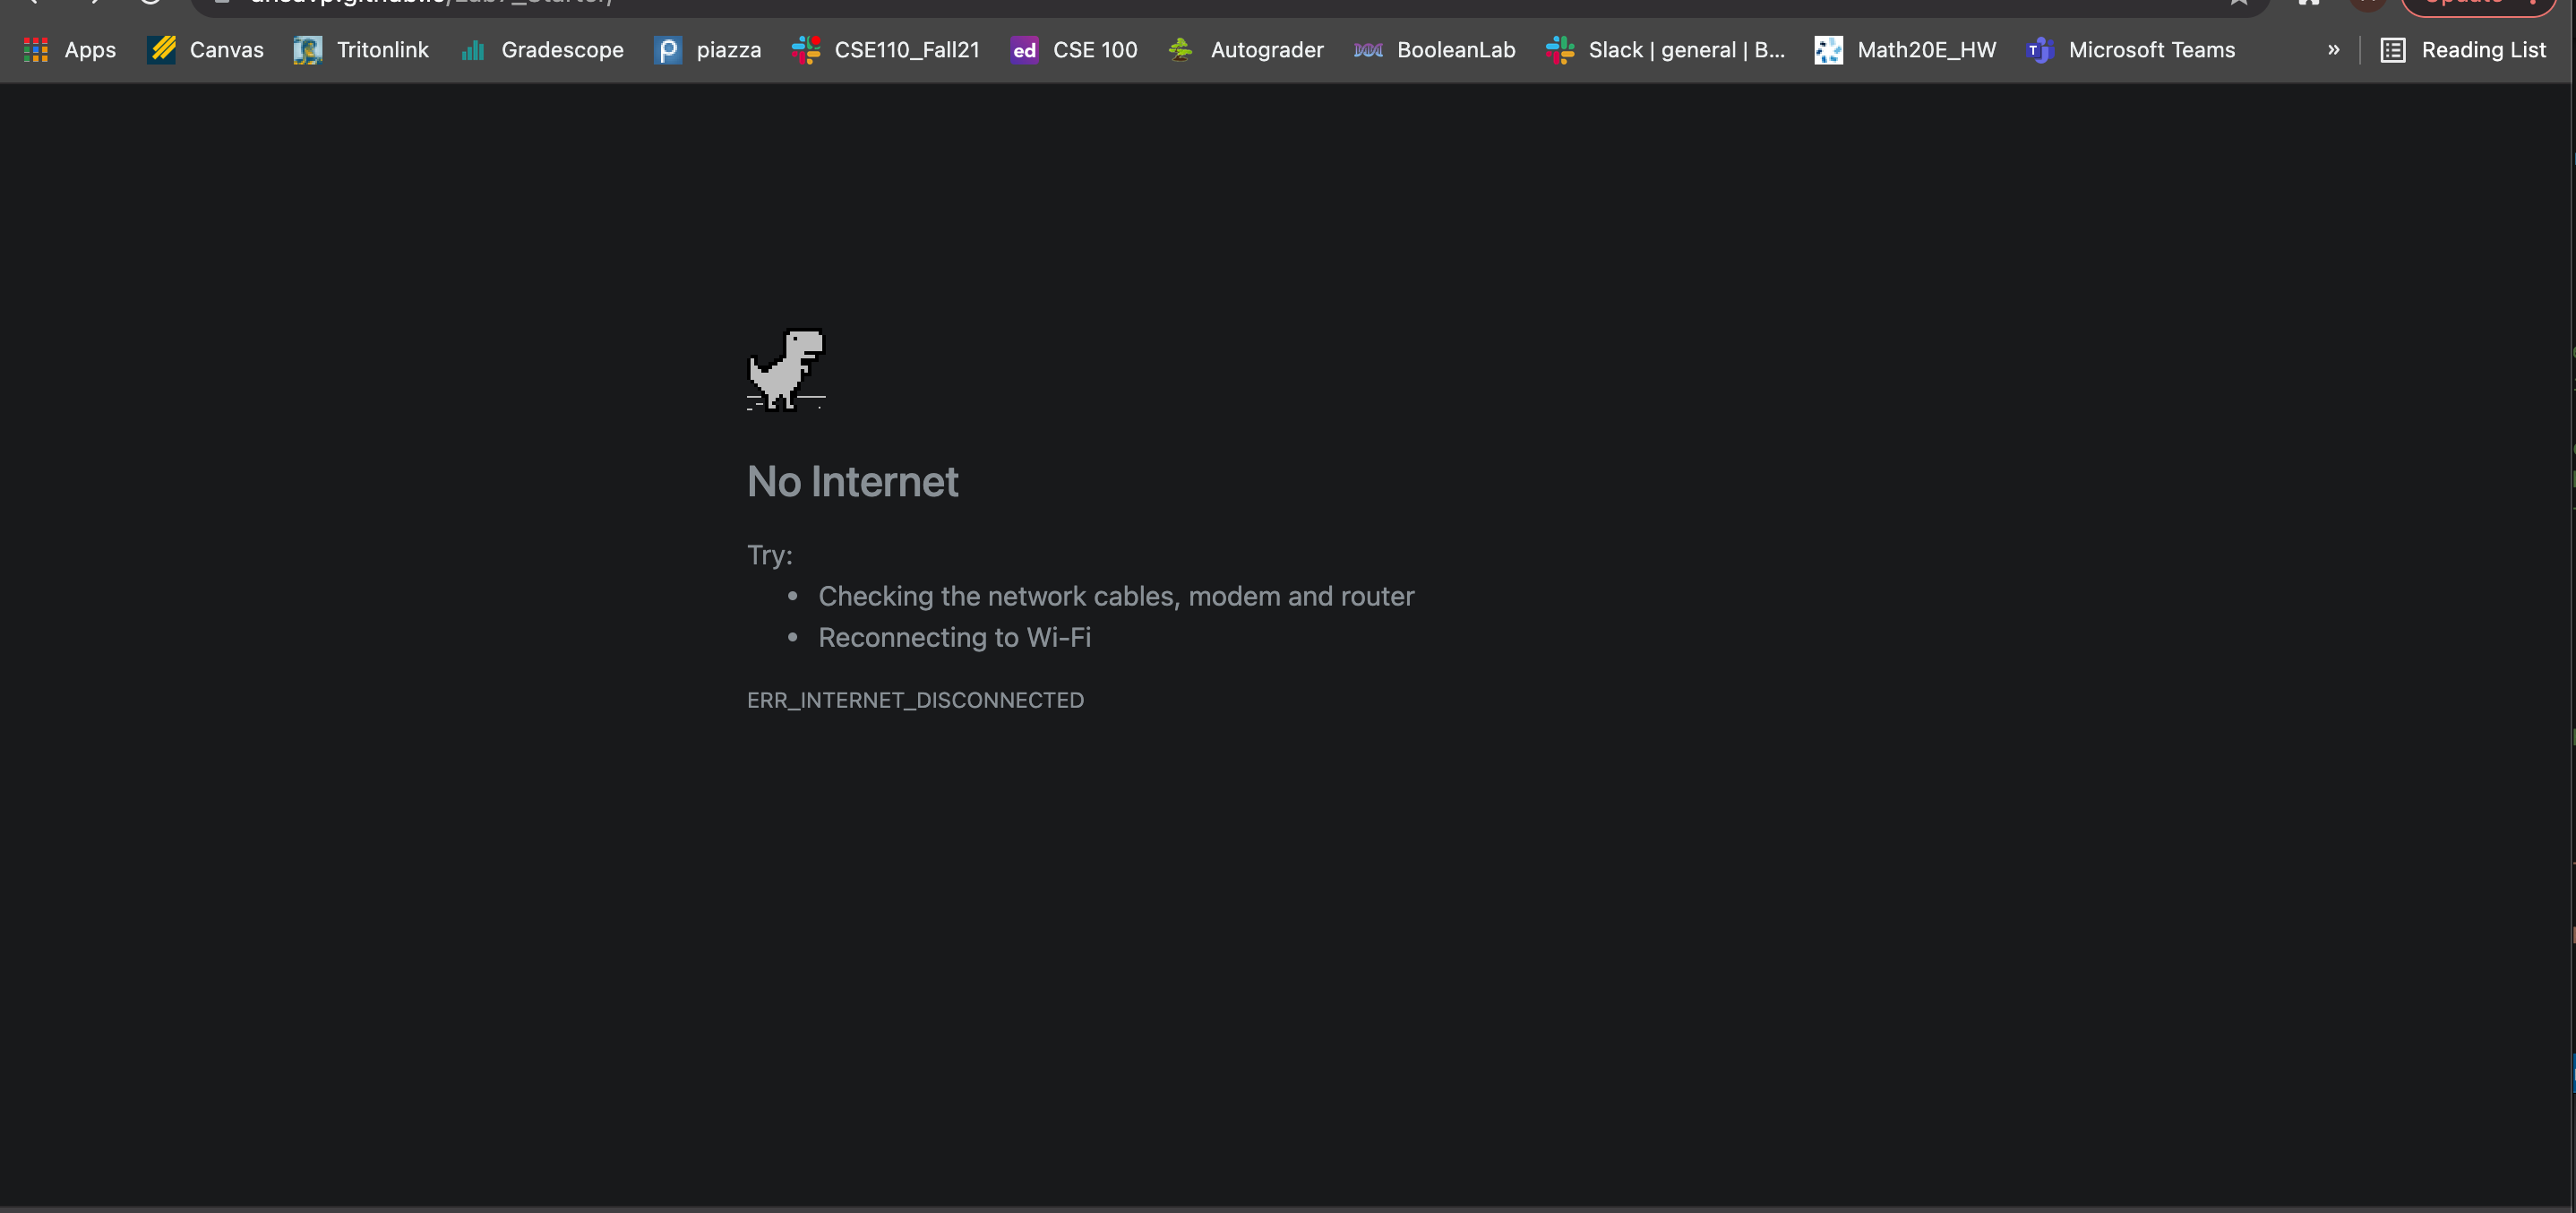 Apps Canvas Tritonlink Gradescope piazza CSE110_Fall21 ed CSE 100 Autograder BooleanLab Slack | general | B... Math20E_HW Microsoft Teams » Reading List
No Internet
Try:
• Checking the network cables, modem and router
• Reconnecting to Wi-Fi
ERR_INTERNET_DISCONNECTED